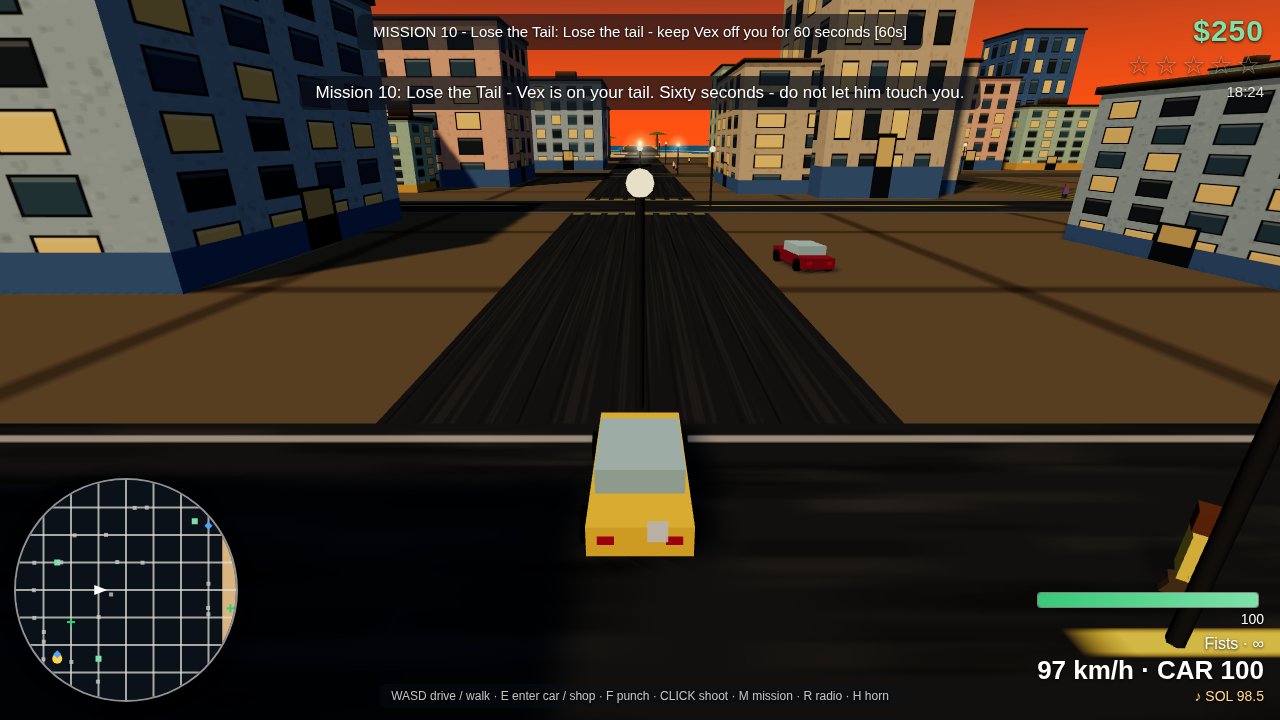 MISSION 10 - Lose the Tail: Lose the tail - keep Vex off you for 60 seconds [60s]
$250
☆ ☆ ☆ ☆ ☆
Mission 10: Lose the Tail - Vex is on your tail. Sixty seconds - do not let him touch you.
18:24
100
Fists · ∞
97 km/h · CAR 100
WASD drive / walk · E enter car / shop · F punch · CLICK shoot · M mission · R radio · H horn
♪ SOL 98.5